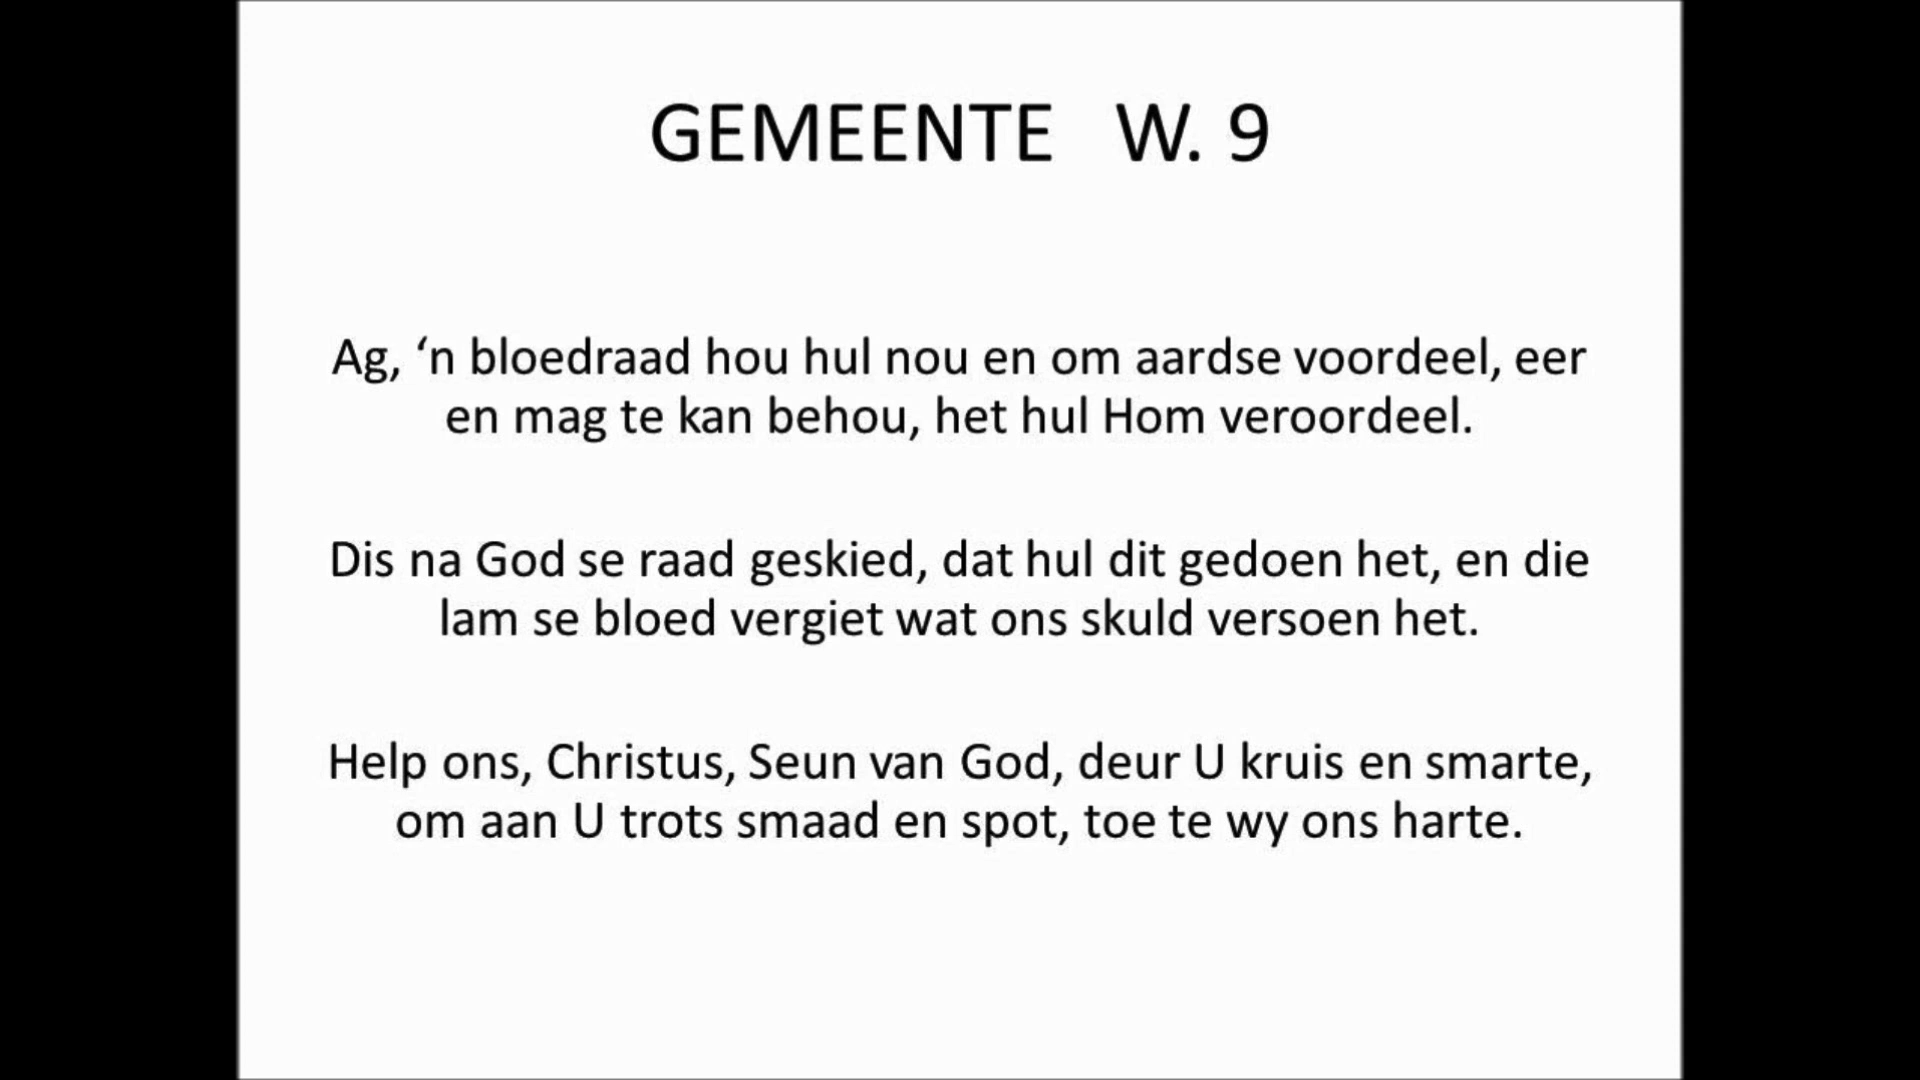 GEMEENTE W. 9
Ag, ‘n bloedraad hou hul nou en om aardse voordeel, eer
en mag te kan behou, het hul Hom veroordeel.
Dis na God se raad geskied, dat hul dit gedoen het, en die
lam se bloed vergiet wat ons skuld versoen het.
Help ons, Christus, Seun van God, deur U kruis en smarte,
om aan U trots smaad en spot, toe te wy ons harte.